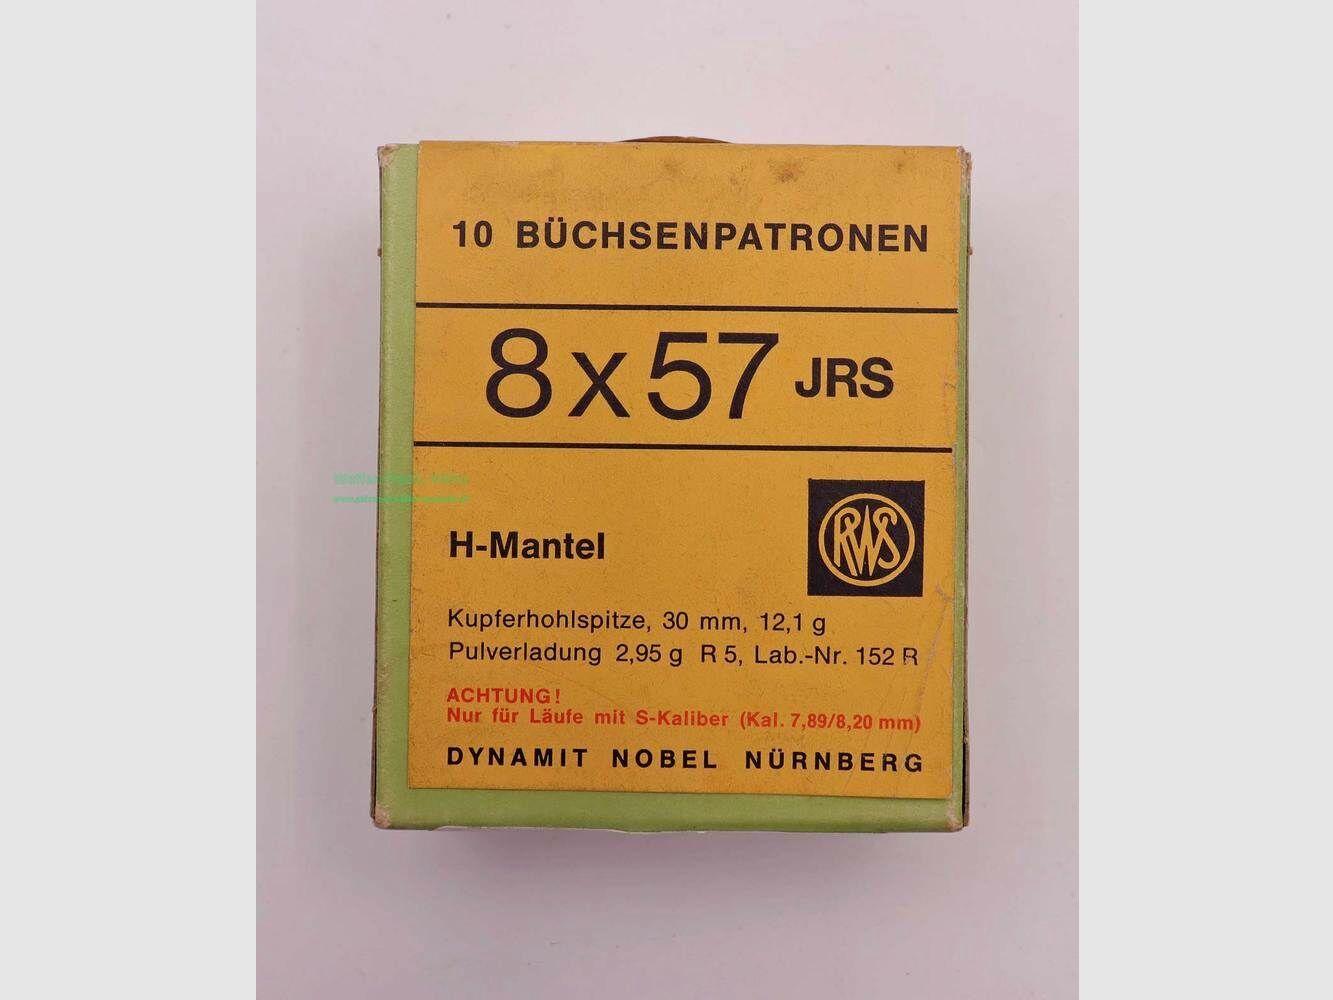 10 BÜCHSENPATRONEN
8x57 JRS
RWS
H-Mantel
Kupferhohlspitze, 30 mm, 12,1 g
Pulverladung 2,95 g R 5, Lab.-Nr. 152 R
ACHTUNG!
Nur für Läufe mit S-Kaliber (Kal. 7,89/8,20 mm)
DYNAMIT NOBEL NÜRNBERG